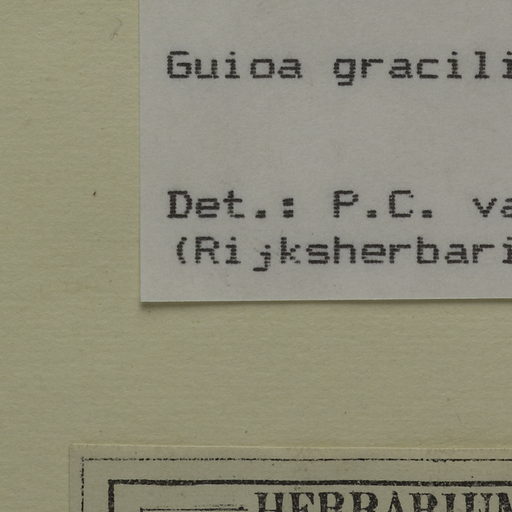 Guioa gracili
Det.: P.C. va
(Rijksherbari
HERBARIUM